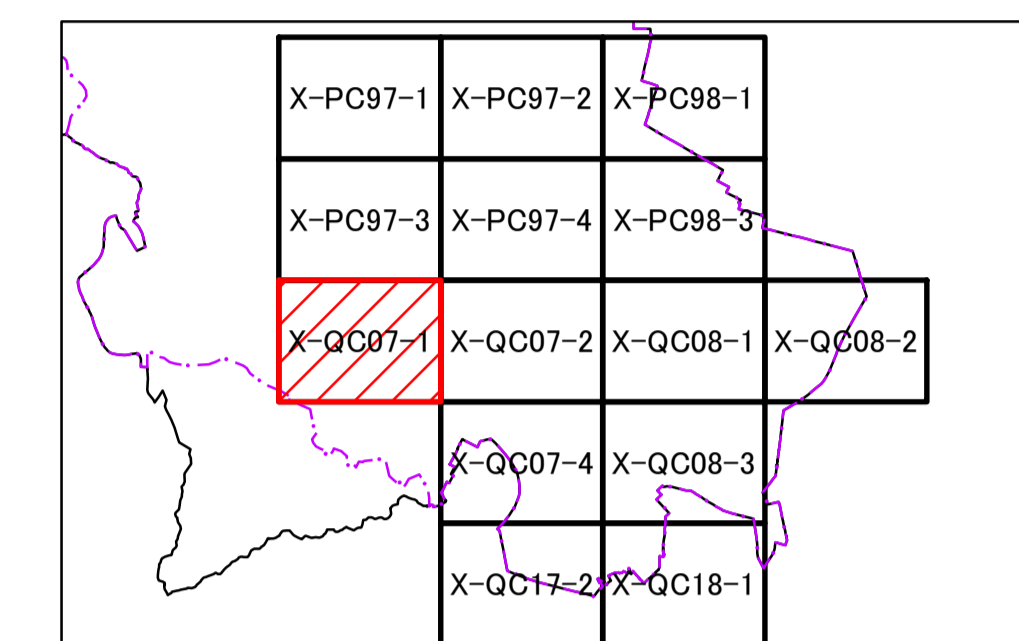 X-PC97-1 X-PC97-2 X-PC98-1
X-PC97-3 X-PC97-4 X-PC98-3
X-QC07-1 X-QC07-2 X-QC08-1 X-QC08-2
X-QC07-4 X-QC08-3
X-QC17-2 X-QC18-1